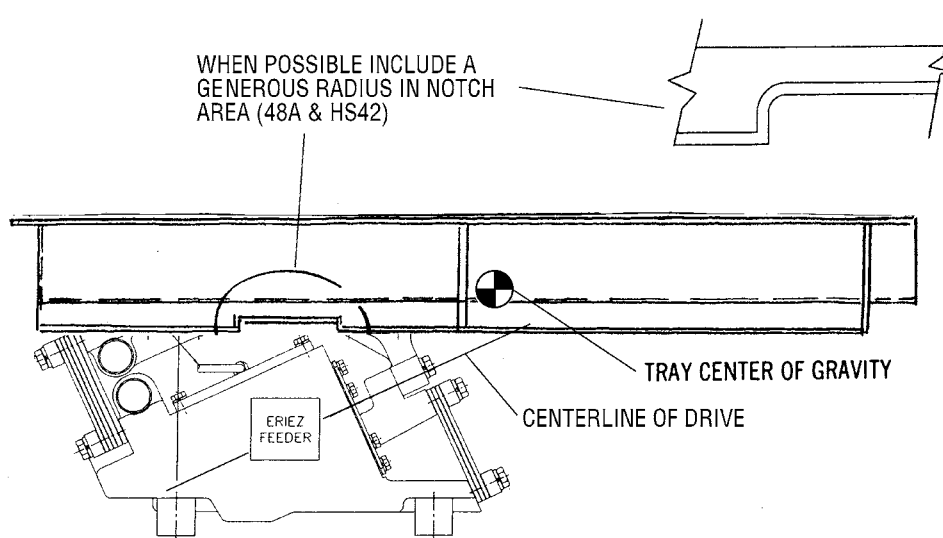 WHEN POSSIBLE INCLUDE A
GENEROUS RADIUS IN NOTCH
AREA (48A & HS42)
TRAY CENTER OF GRAVITY
CENTERLINE OF DRIVE
ERIEZ
FEEDER